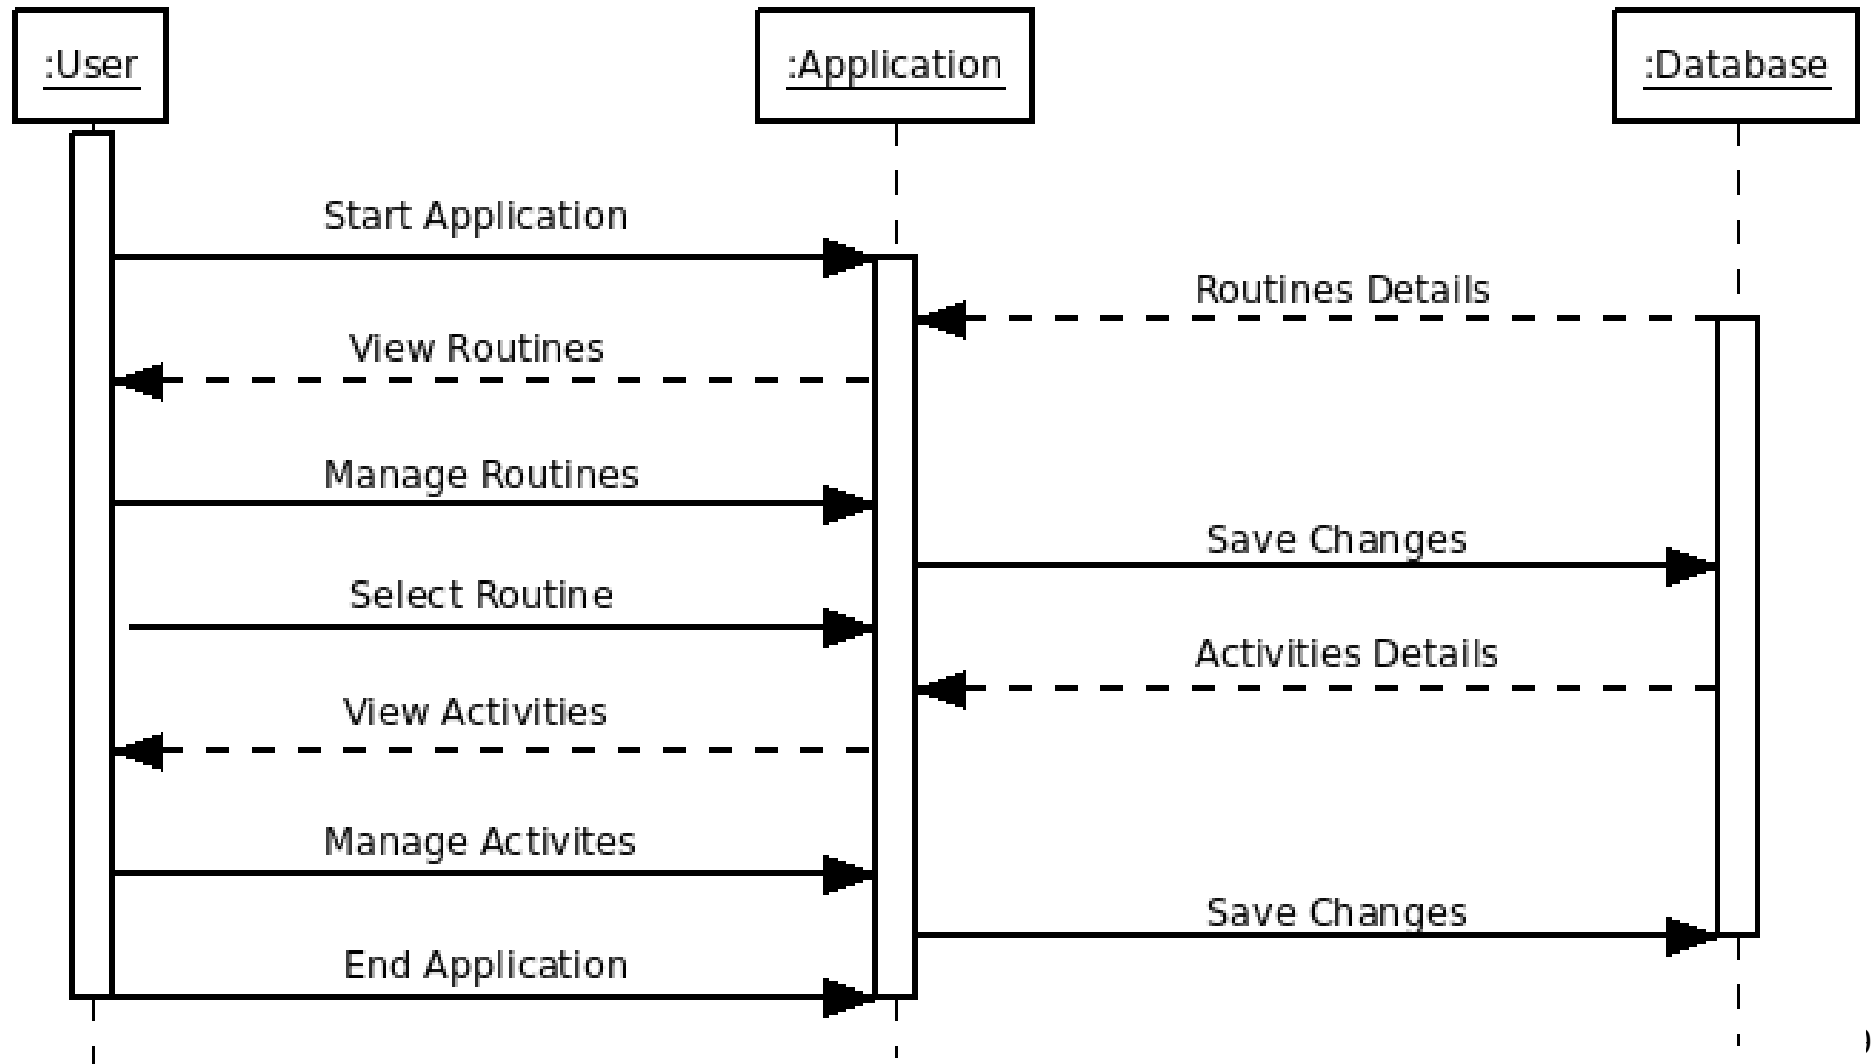 :User
:Application
:Database
Start Application
Routines Details
View Routines
Manage Routines
Save Changes
Select Routine
Activities Details
View Activities
Manage Activites
Save Changes
End Application